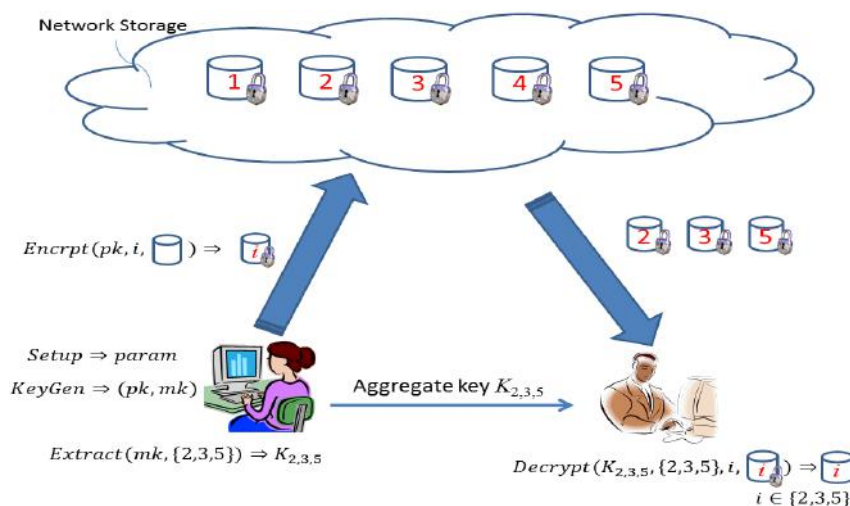 Network Storage
1 2 3 4 5
Encrpt(pk, i, ) ⇒ i
2 3 5
Setup ⇒ param
KeyGen ⇒ (pk, mk)
Aggregate key K2,3,5
Extract(mk, {2,3,5}) ⇒ K2,3,5
Decrypt(K2,3,5, {2,3,5}, i, i) ⇒ i
i ∈ {2,3,5}